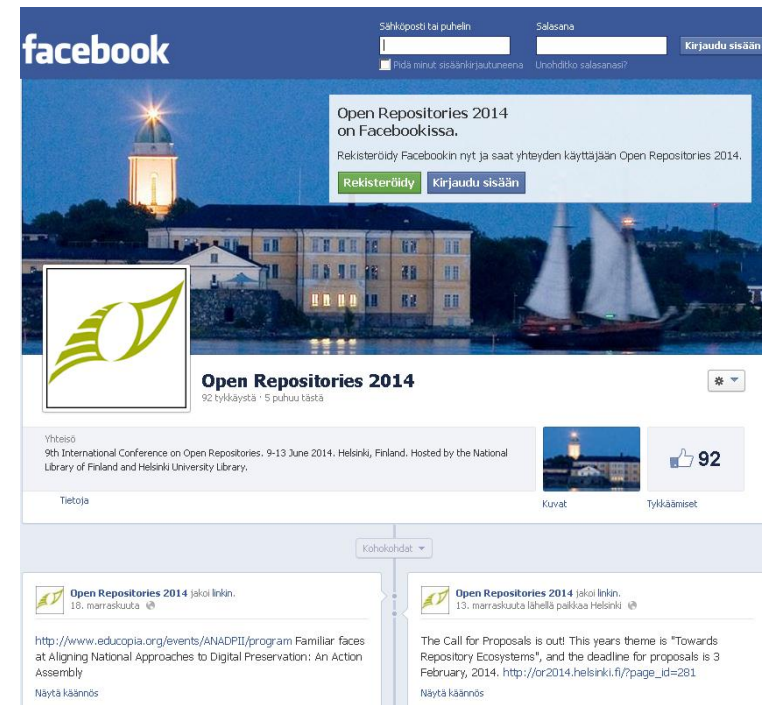 facebook
Sähköposti tai puhelin
Salasana
Kirjaudu sisään
Pidä minut sisäänkirjautuneena
Unohditko salasanasi?
Open Repositories 2014
on Facebookissa.
Rekisteröidy Facebookin nyt ja saat yhteyden käyttäjään Open Repositories 2014.
Rekisteröidy
Kirjaudu sisään
Open Repositories 2014
92 tykkäystä · 5 puhuu tästä
Yhteisö
9th International Conference on Open Repositories. 9-13 June 2014. Helsinki, Finland. Hosted by the National
Library of Finland and Helsinki University Library.
Tietoja
92
Kuvat
Tykkäämiset
Kohokohdat
Open Repositories 2014 jakoi linkin.
18. marraskuuta
http://www.educopia.org/events/ANADPII/program Familiar faces
at Aligning National Approaches to Digital Preservation: An Action
Assembly
Näytä käännös
Open Repositories 2014 jakoi linkin.
13. marraskuuta lähellä paikkaa Helsinki
The Call for Proposals is out! This years theme is "Towards
Repository Ecosystems", and the deadline for proposals is 3
February, 2014. http://or2014.helsinki.fi/?page_id=281
Näytä käännös